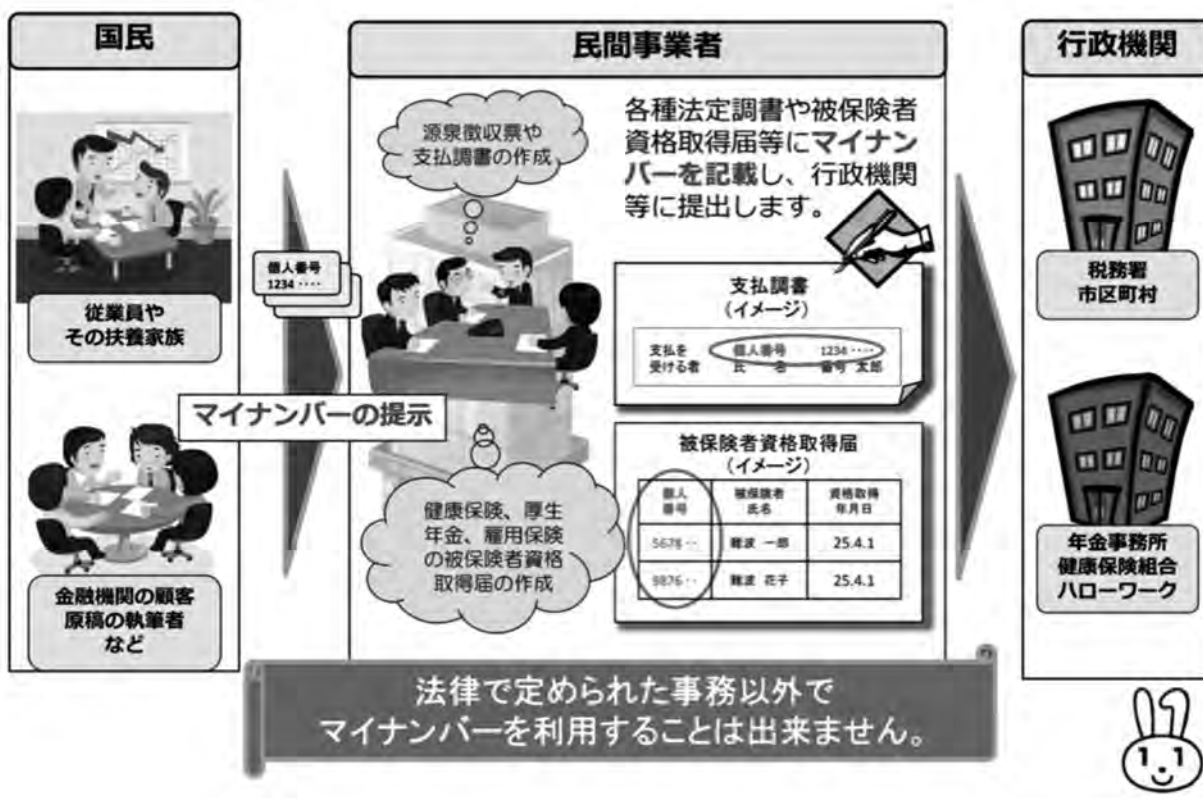 国民
従業員や
その扶養家族
金融機関の顧客
原稿の執筆者
など
個人番号
1234 ‥‥
マイナンバーの提示
民間事業者
源泉徴収票や
支払調書の作成
各種法定調書や被保険者
資格取得届等にマイナン
バーを記載し、行政機関
等に提出します。
支払調書
（イメージ）
支払を 個人番号 1234 ‥‥
受ける者 氏 名 番号 太郎
健康保険、厚生
年金、雇用保険
の被保険者資格
取得届の作成
被保険者資格取得届
（イメージ）
個人 被保険者 資格取得
番号 氏名 年月日
5678 ‥ 難波 一郎 25.4.1
9876 ‥ 難波 花子 25.4.1
行政機関
税務署
市区町村
年金事務所
健康保険組合
ハローワーク
法律で定められた事務以外で
マイナンバーを利用することは出来ません。